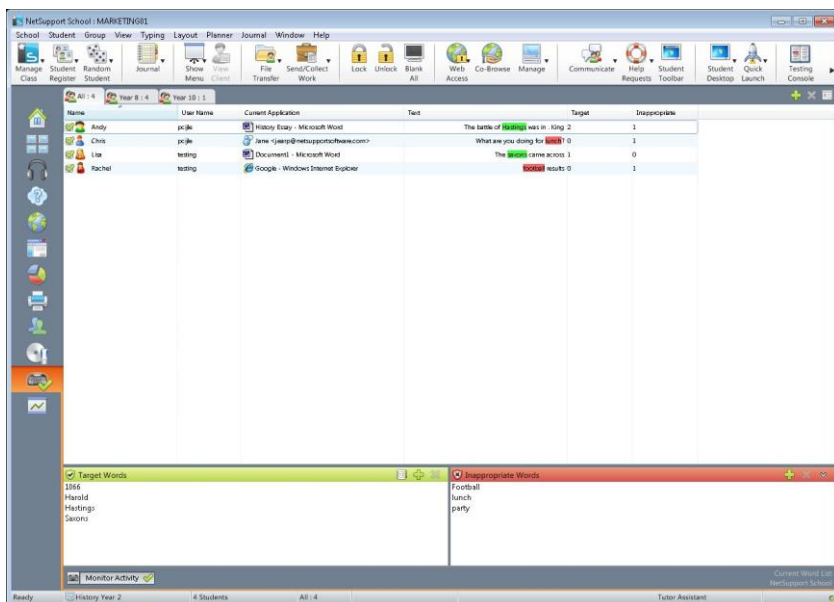 NetSupport School : MARKETING81
School Student Group View Typing Layout Planner Journal Window Help
Manage Class
Student Register
Random Student
Journal
Show Menu
View Client
File Transfer
Send/Collect Work
Lock
Unlock
Blank All
Web Access
Co-Browse
Manage
Communicate
Help Requests
Student Toolbar
Student Desktop
Quick Launch
Testing Console
All : 4 Year 8 : 4 Year 10 : 1
Name User Name Current Application Text Target Inappropriate
Andy pcjle History Essay - Microsoft Word The battle of Hastings was in . King 2 1
Chris pcjle Jane <jaenp@netsupportsoftware.com> What are you doing for lunch? 0 1
Lisa testing Document1 - Microsoft Word The saxons came across 1 0
Rachel testing Google - Windows Internet Explorer football results 0 1
Target Words
1066
Harold
Hastings
Saxons
Inappropriate Words
Football
lunch
party
Monitor Activity
Current Word List
NetSupport School
Ready History Year 2 4 Students All : 4 Tutor Assistant